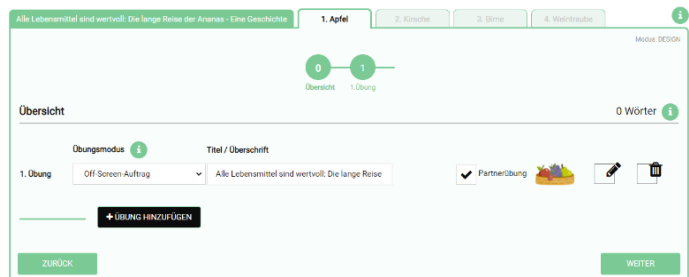 Alle Lebensmittel sind wertvoll: Die lange Reise der Ananas - Eine Geschichte
1. Apfel
2. Kirsche
3. Birne
4. Weintraube
i
Modus: DESIGN
0
1
Übersicht
1.Übung
Übersicht
0 Wörter i
Übungsmodus i
Titel / Überschrift
1. Übung
Off-Screen-Auftrag
Alle Lebensmittel sind wertvoll: Die lange Reise
Partnerübung
+ ÜBUNG HINZUFÜGEN
ZURÜCK
WEITER